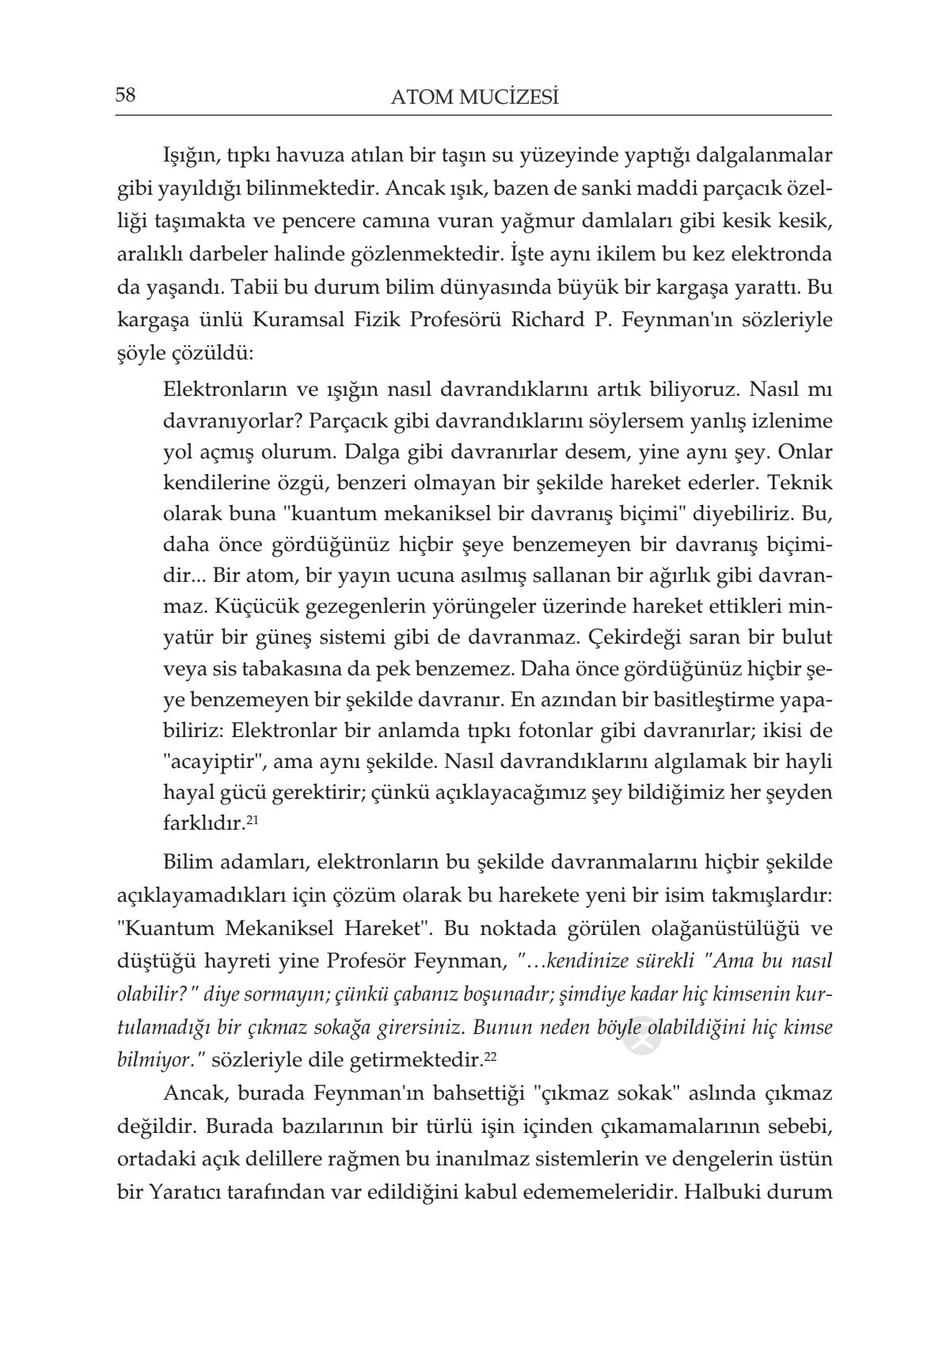 58
ATOM MUCİZESİ
Işığın, tıpkı havuza atılan bir taşın su yüzeyinde yaptığı dalgalanmalar
gibi yayıldığı bilinmektedir. Ancak ışık, bazen de sanki maddi parçacık özel-
liği taşımakta ve pencere camına vuran yağmur damlaları gibi kesik kesik,
aralıklı darbeler halinde gözlenmektedir. İşte aynı ikilem bu kez elektronda
da yaşandı. Tabii bu durum bilim dünyasında büyük bir kargaşa yarattı. Bu
kargaşa ünlü Kuramsal Fizik Profesörü Richard P. Feynman'ın sözleriyle
şöyle çözüldü:
Elektronların ve ışığın nasıl davrandıklarını artık biliyoruz. Nasıl mı
davranıyorlar? Parçacık gibi davrandıklarını söylersem yanlış izlenime
yol açmış olurum. Dalga gibi davranırlar desem, yine aynı şey. Onlar
kendilerine özgü, benzeri olmayan bir şekilde hareket ederler. Teknik
olarak buna "kuantum mekaniksel bir davranış biçimi" diyebiliriz. Bu,
daha önce gördüğünüz hiçbir şeye benzemeyen bir davranış biçimi-
dir... Bir atom, bir yayın ucuna asılmış sallanan bir ağırlık gibi davran-
maz. Küçücük gezegenlerin yörüngeler üzerinde hareket ettikleri min-
yatür bir güneş sistemi gibi de davranmaz. Çekirdeği saran bir bulut
veya sis tabakasına da pek benzemez. Daha önce gördüğünüz hiçbir şe-
ye benzemeyen bir şekilde davranır. En azından bir basitleştirme yapa-
biliriz: Elektronlar bir anlamda tıpkı fotonlar gibi davranırlar; ikisi de
"acayiptir", ama aynı şekilde. Nasıl davrandıklarını algılamak bir hayli
hayal gücü gerektirir; çünkü açıklayacağımız şey bildiğimiz her şeyden
farklıdır.21
Bilim adamları, elektronların bu şekilde davranmalarını hiçbir şekilde
açıklayamadıkları için çözüm olarak bu harekete yeni bir isim takmışlardır:
"Kuantum Mekaniksel Hareket". Bu noktada görülen olağanüstülüğü ve
düştüğü hayreti yine Profesör Feynman, "…kendinize sürekli "Ama bu nasıl
olabilir?" diye sormayın; çünkü çabanız boşunadır; şimdiye kadar hiç kimsenin kur-
tulamadığı bir çıkmaz sokağa girersiniz. Bunun neden böyle olabildiğini hiç kimse
bilmiyor." sözleriyle dile getirmektedir.22
Ancak, burada Feynman'ın bahsettiği "çıkmaz sokak" aslında çıkmaz
değildir. Burada bazılarının bir türlü işin içinden çıkamamalarının sebebi,
ortadaki açık delillere rağmen bu inanılmaz sistemlerin ve dengelerin üstün
bir Yaratıcı tarafından var edildiğini kabul edememeleridir. Halbuki durum